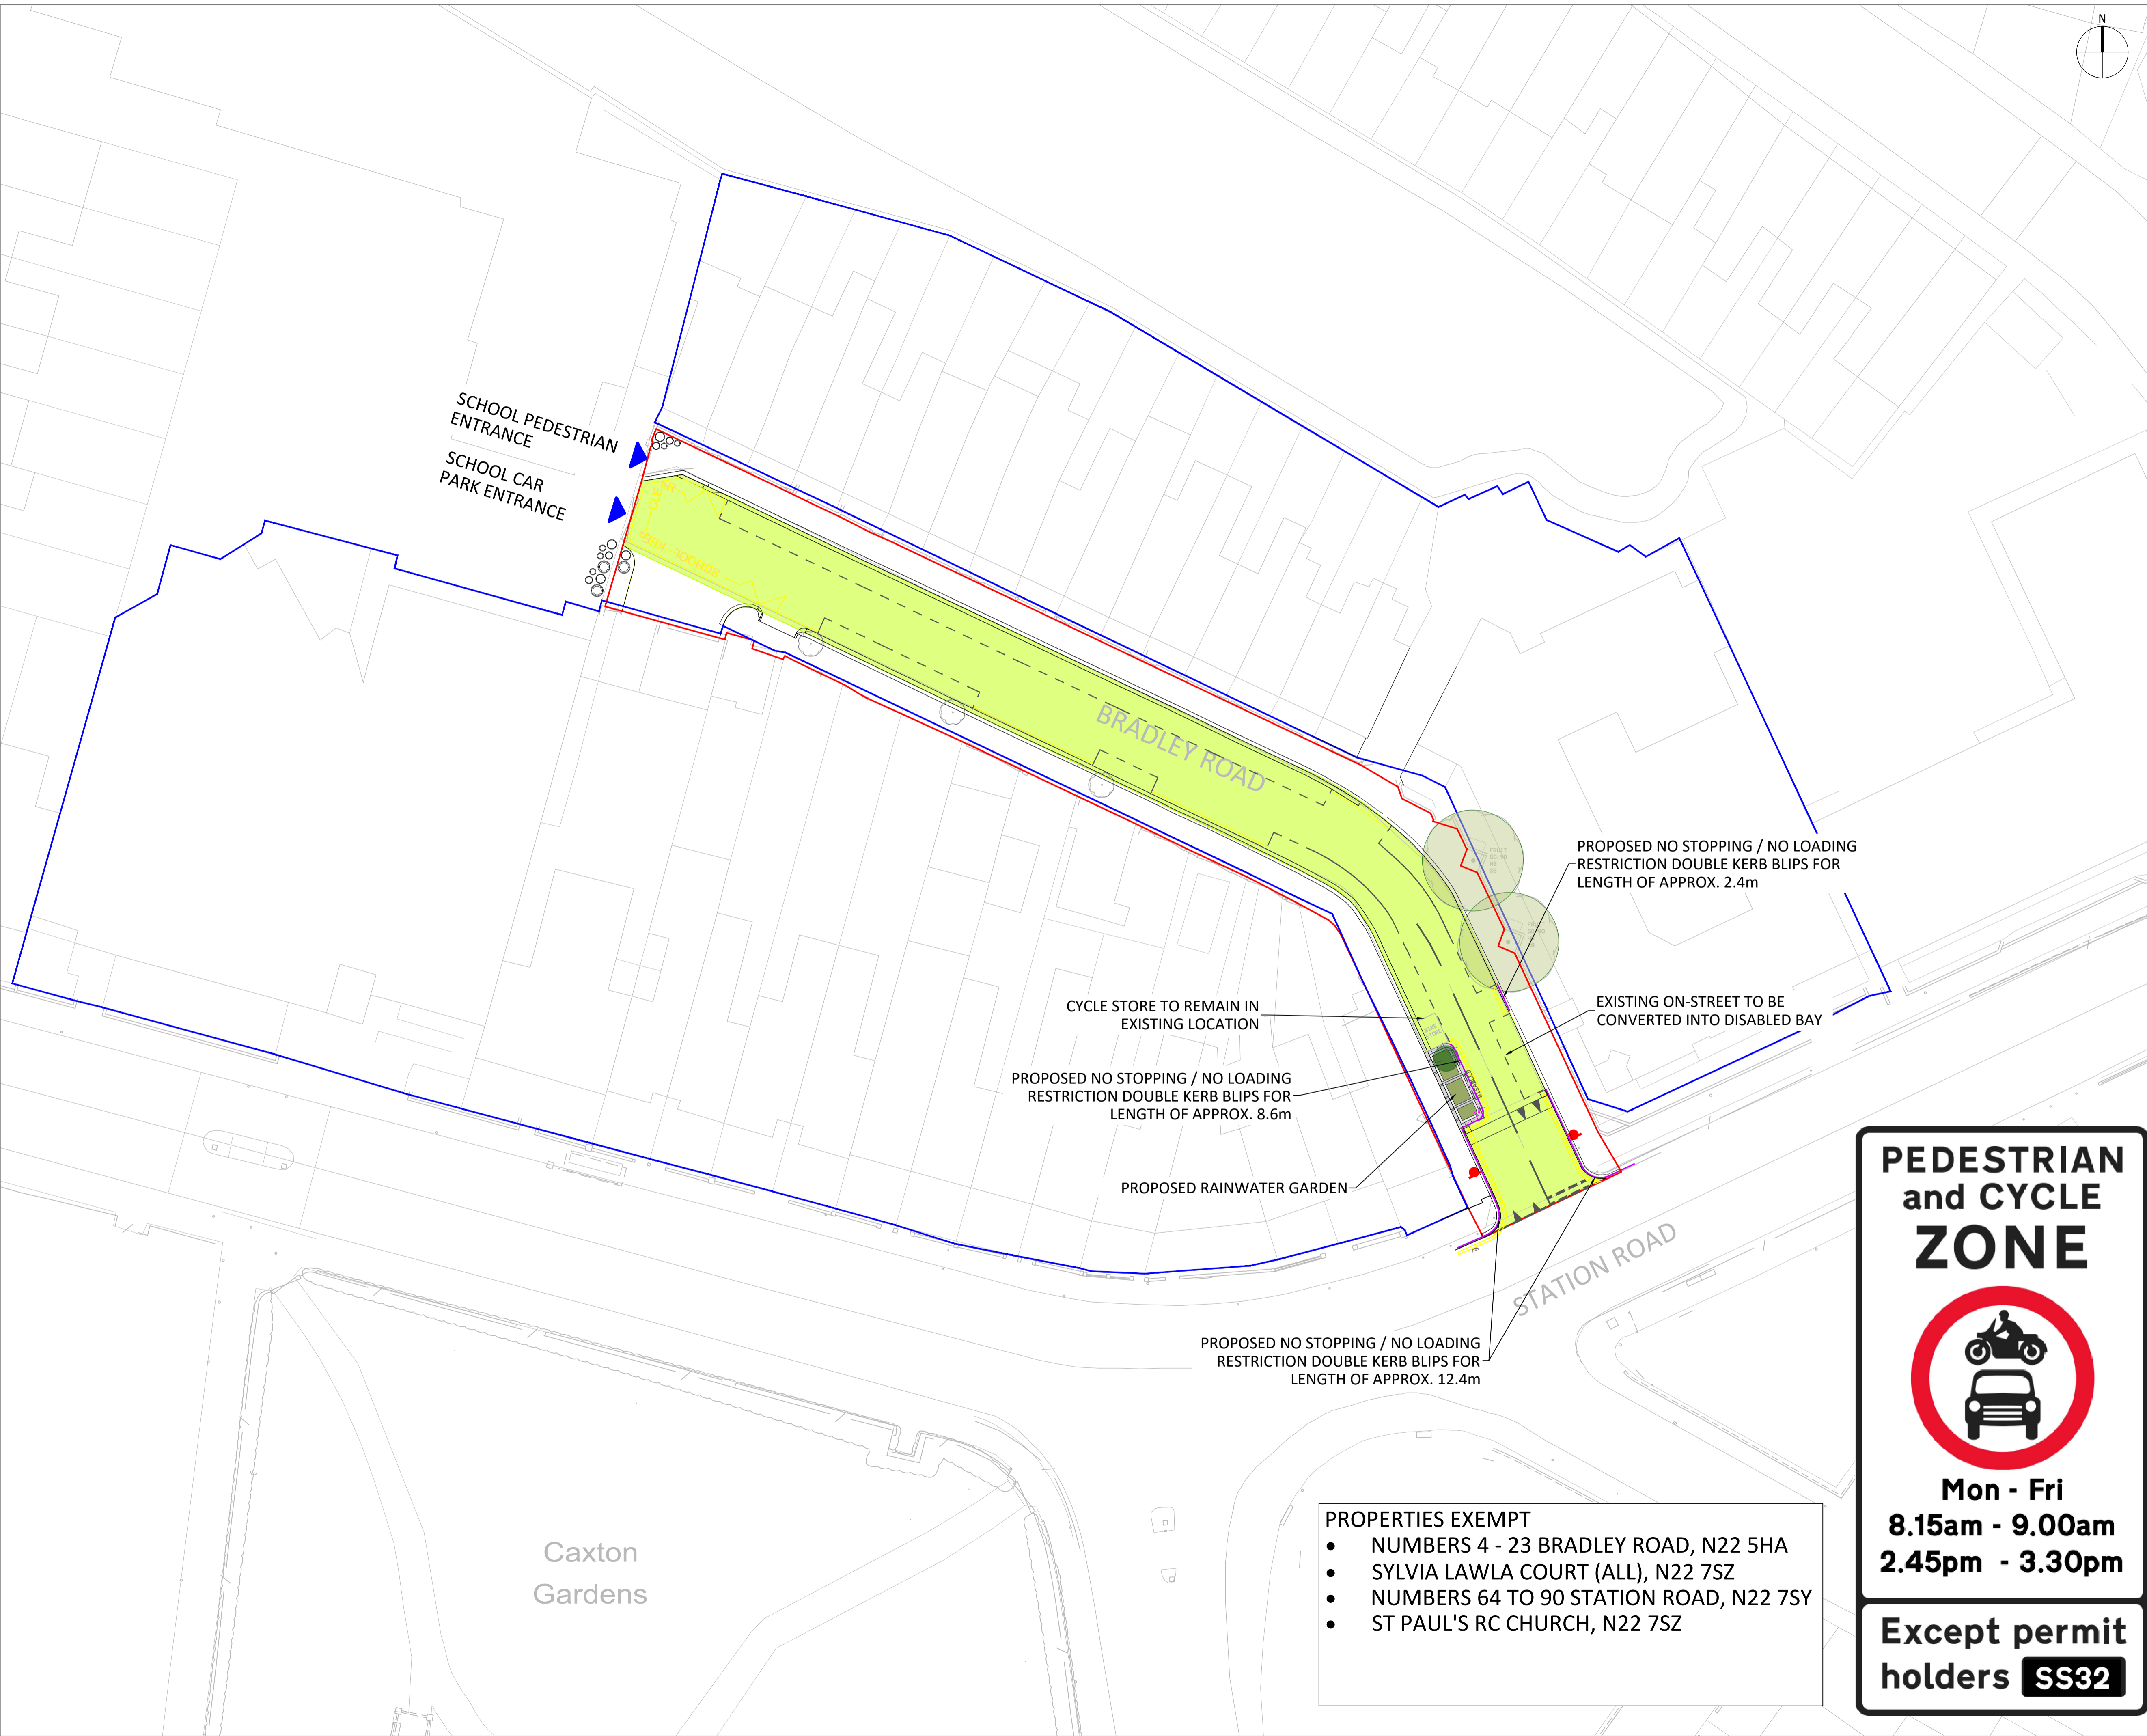 N
SCHOOL PEDESTRIAN
ENTRANCE
SCHOOL CAR
PARK ENTRANCE
SCHOOL KEEP
BRADLEY ROAD
PROPOSED NO STOPPING / NO LOADING
RESTRICTION DOUBLE KERB BLIPS FOR
LENGTH OF APPROX. 2.4m
CYCLE STORE TO REMAIN IN
EXISTING LOCATION
EXISTING ON-STREET TO BE
CONVERTED INTO DISABLED BAY
PROPOSED NO STOPPING / NO LOADING
RESTRICTION DOUBLE KERB BLIPS FOR
LENGTH OF APPROX. 8.6m
PROPOSED RAINWATER GARDEN
STATION ROAD
PROPOSED NO STOPPING / NO LOADING
RESTRICTION DOUBLE KERB BLIPS FOR
LENGTH OF APPROX. 12.4m
Caxton
Gardens
PROPERTIES EXEMPT
• NUMBERS 4 - 23 BRADLEY ROAD, N22 5HA
• SYLVIA LAWLA COURT (ALL), N22 7SZ
• NUMBERS 64 TO 90 STATION ROAD, N22 7SY
• ST PAUL'S RC CHURCH, N22 7SZ
PEDESTRIAN
and CYCLE
ZONE
Mon - Fri
8.15am - 9.00am
2.45pm - 3.30pm
Except permit
holders SS32